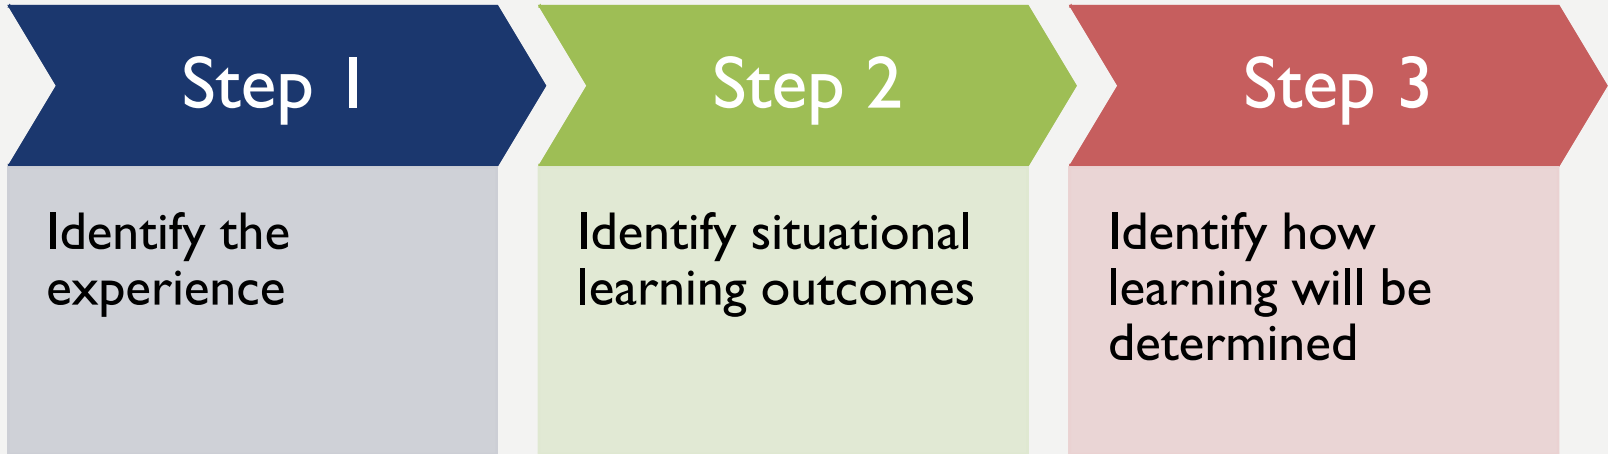 Step 1
Identify the
experience
Step 2
Identify situational
learning outcomes
Step 3
Identify how
learning will be
determined